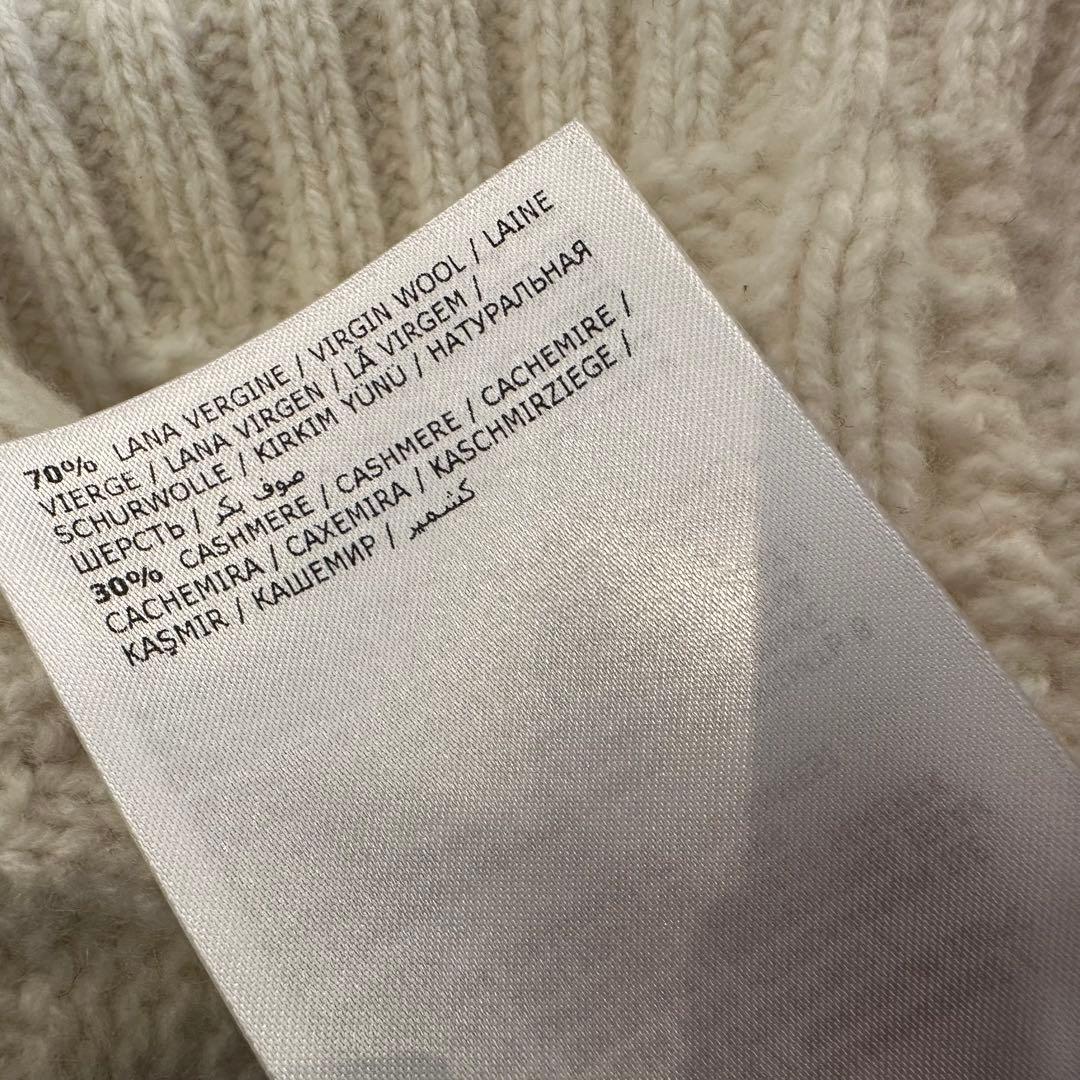 70% LANA VERGINE / VIRGIN WOOL / LAINE
VIERGE / LANA VIRGEN / LÃ VIRGEM /
SCHURWOLLE / KIRKIM YÜNÜ / НАТУРАЛЬНАЯ
ШЕРСТЬ / صوف بكر
30% CASHMERE / CASHMERE / CACHEMIRE /
CACHEMIRA / CAXEMIRA / KASCHMIRZIEGE /
KAŞMIR / КАШЕМИР / كشمير